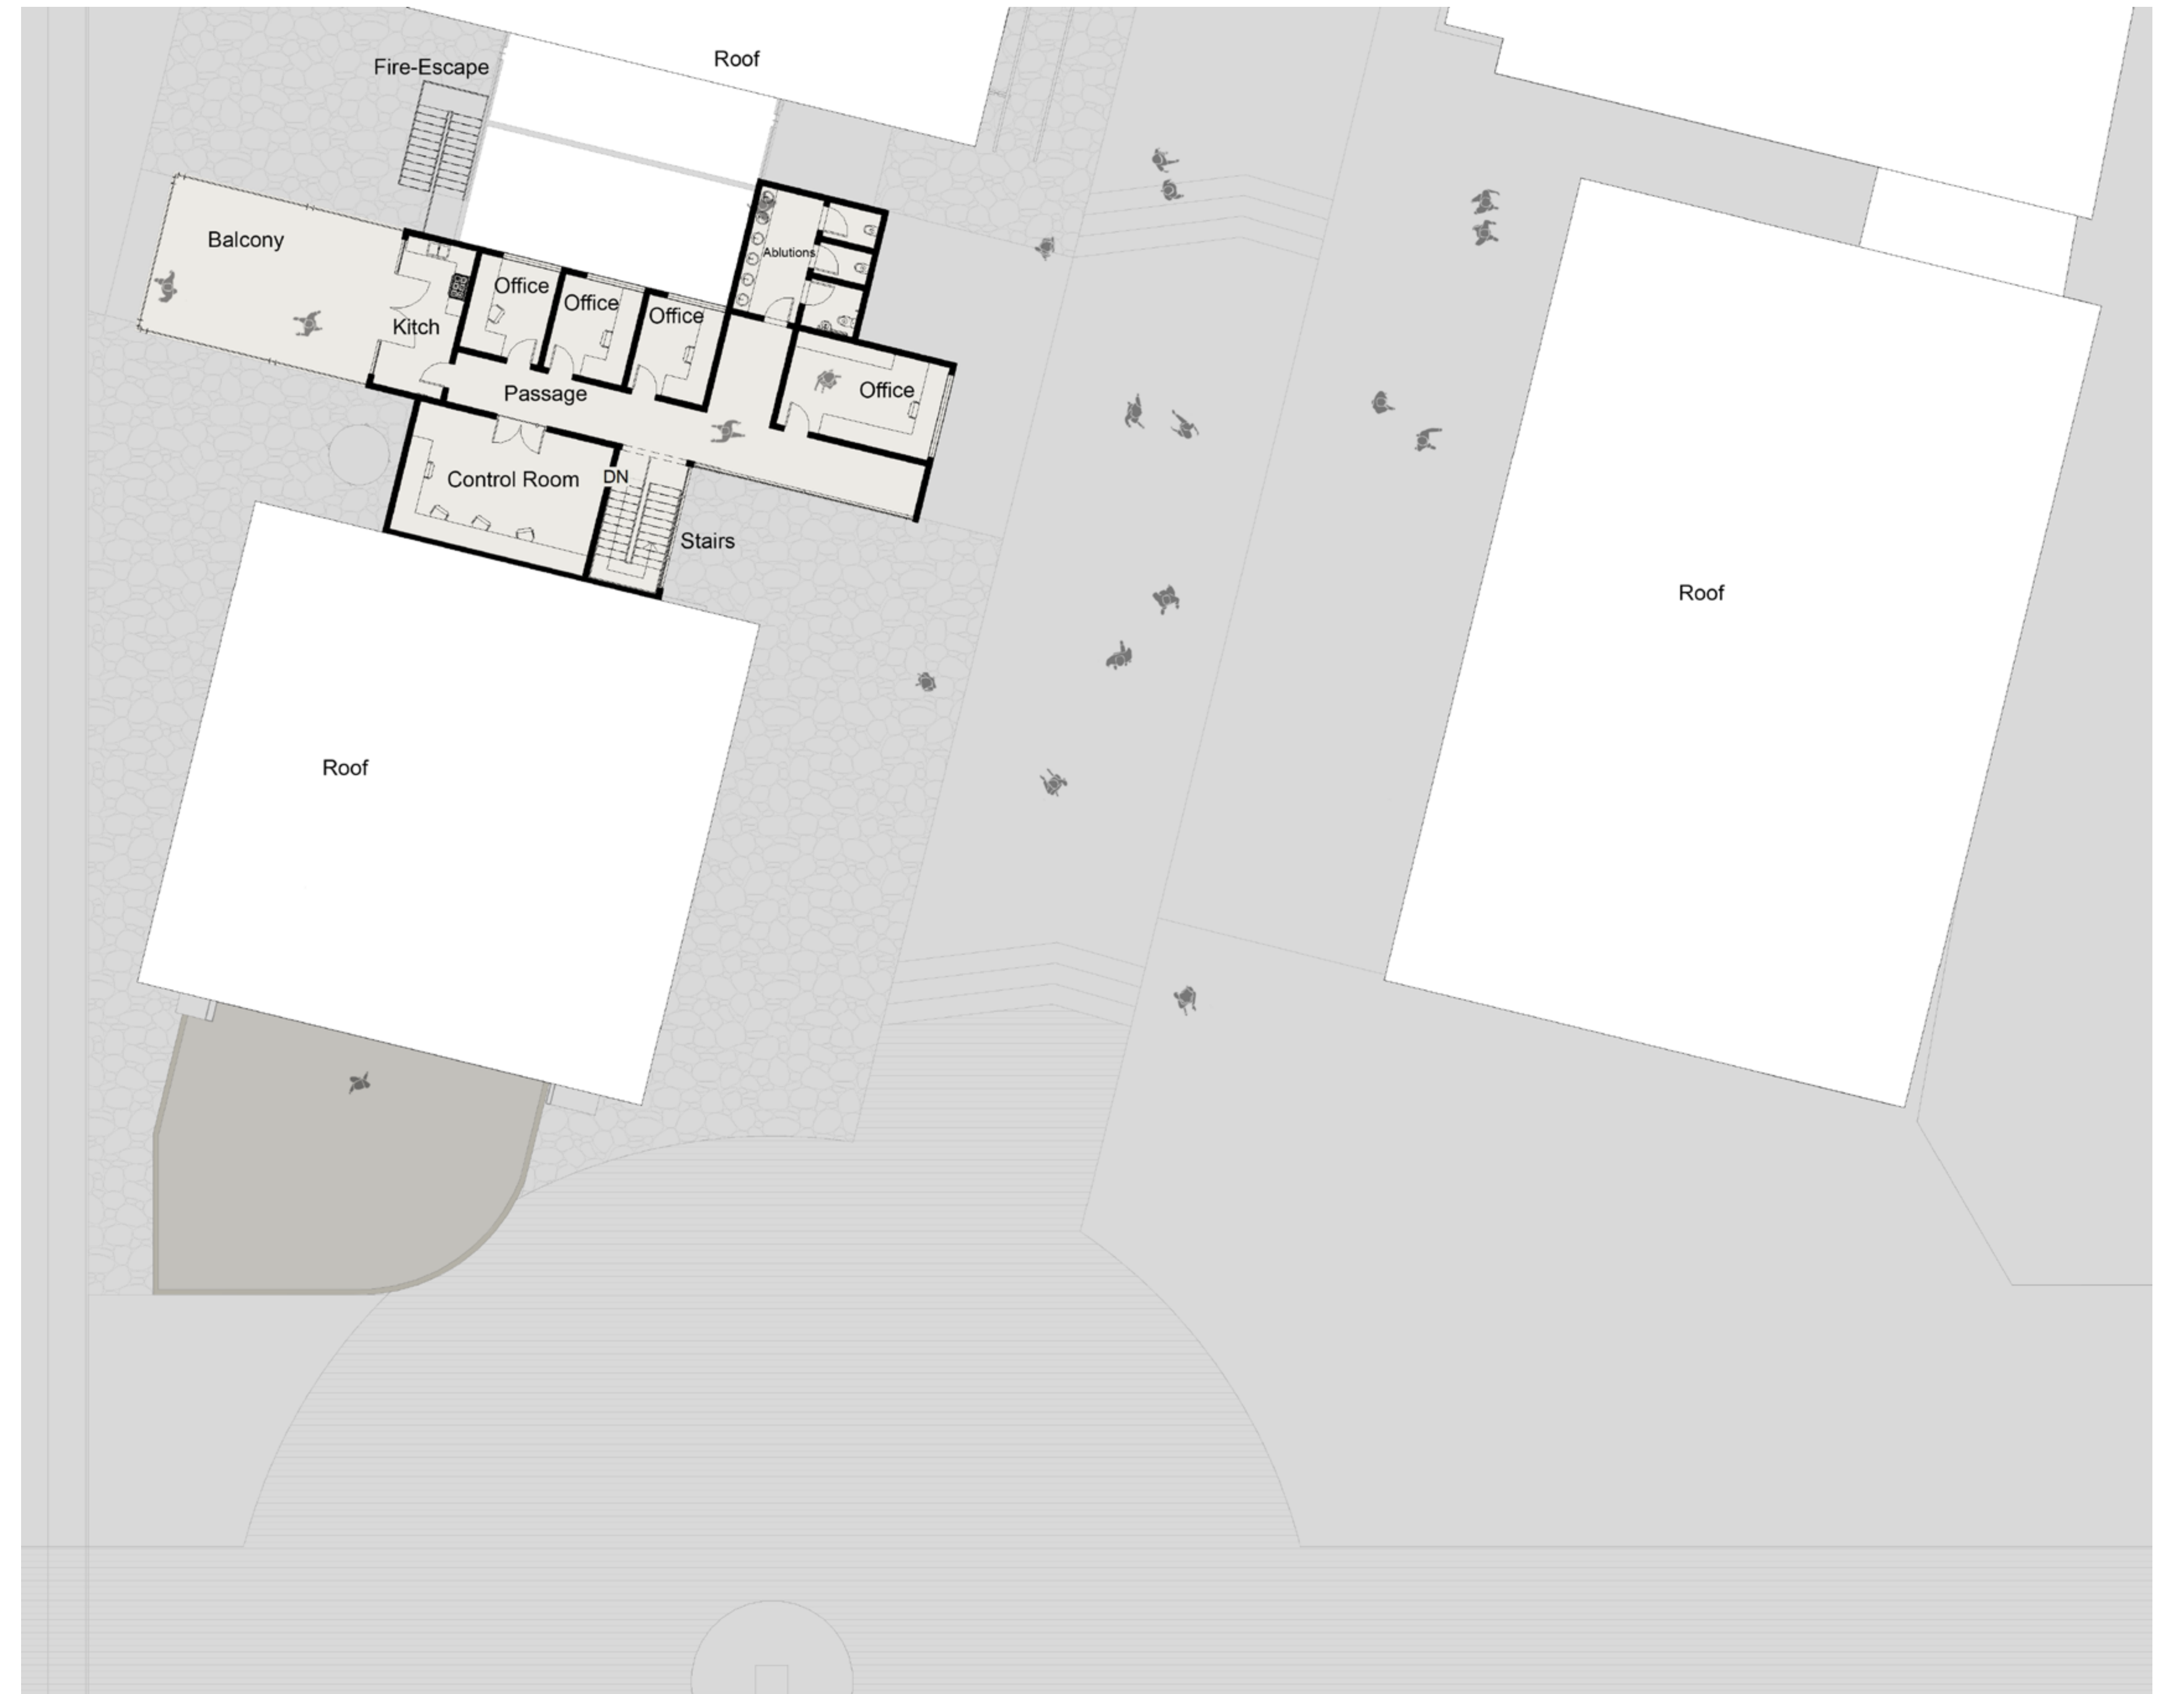 Roof
Fire-Escape
Balcony
Ablutions
Office
Office
Office
Kitch
Passage
Office
Control Room
DN
Stairs
Roof
Roof